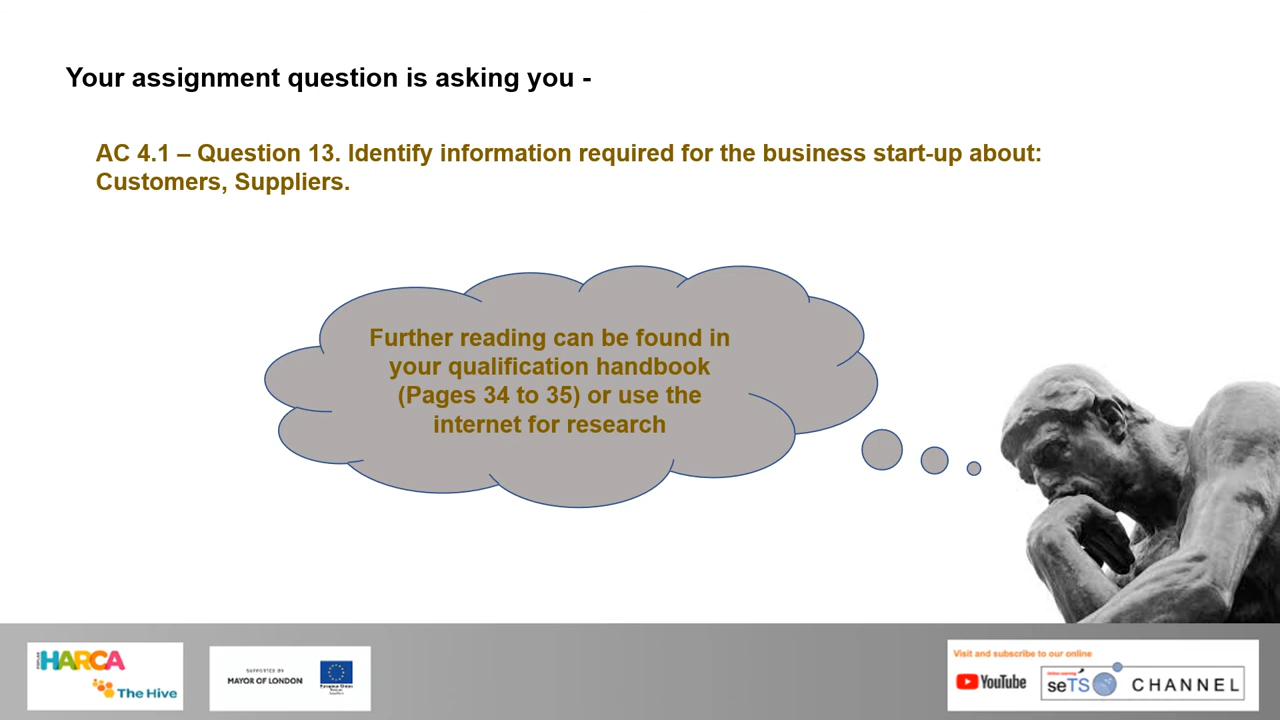 Your assignment question is asking you -
AC 4.1 – Question 13. Identify information required for the business start-up about:
Customers, Suppliers.
Further reading can be found in
your qualification handbook
(Pages 34 to 35) or use the
internet for research
HARCA
The Hive
SUPPORTED BY
MAYOR OF LONDON
European Union
Visit and subscribe to our online
YouTube
seTS CHANNEL